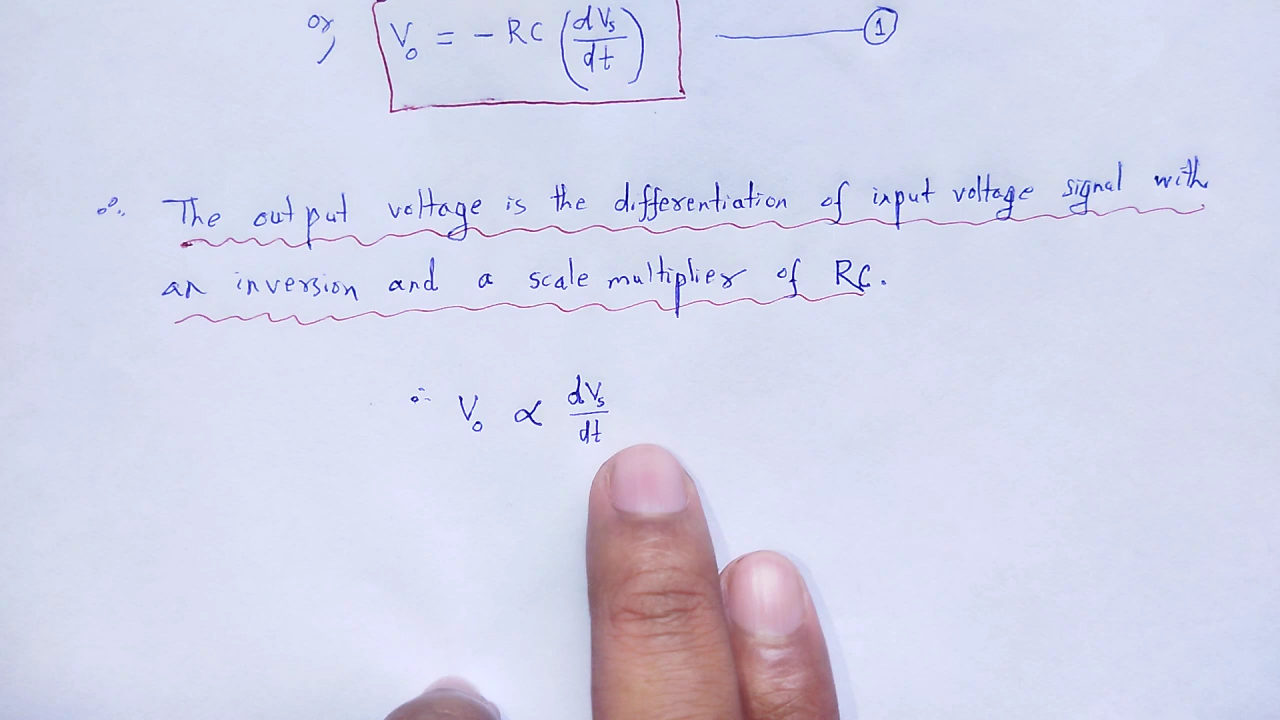 or, V₀ = - RC (dVs/dt) ①
∴ The output voltage is the differentiation of input voltage signal with
an inversion and a scale multiplier of RC.
∴ V₀ ∝ dVs/dt